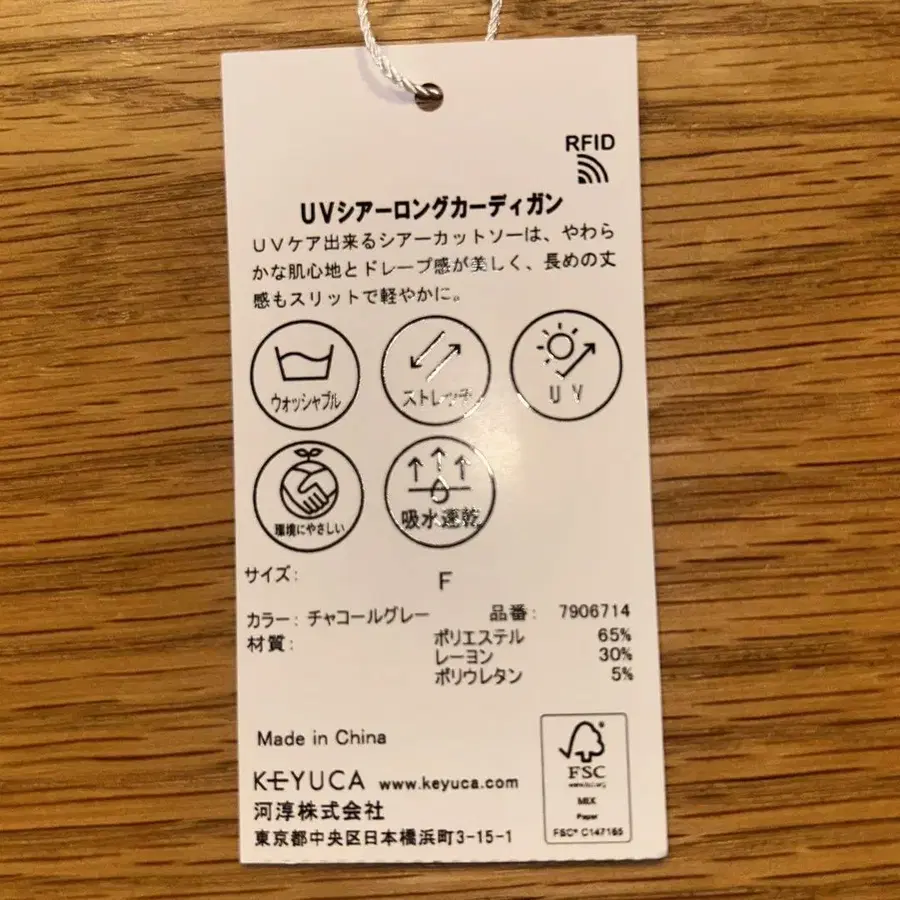 RFID
UVシアーロングカーディガン
UVケア出来るシアーカットソーは、やわら
かな肌心地とドレープ感が美しく、長めの丈
感もスリットで軽やかに。
ウォッシャブル
ストレッチ
UV
環境にやさしい
吸水速乾
サイズ: F
カラー: チャコールグレー 品番: 7906714
材質: ポリエステル 65%
レーヨン 30%
ポリウレタン 5%
Made in China
KEYUCA www.keyuca.com
河淳株式会社
東京都中央区日本橋浜町3-15-1
FSC
www.fsc.org
MIX
Paper
FSC® C147165